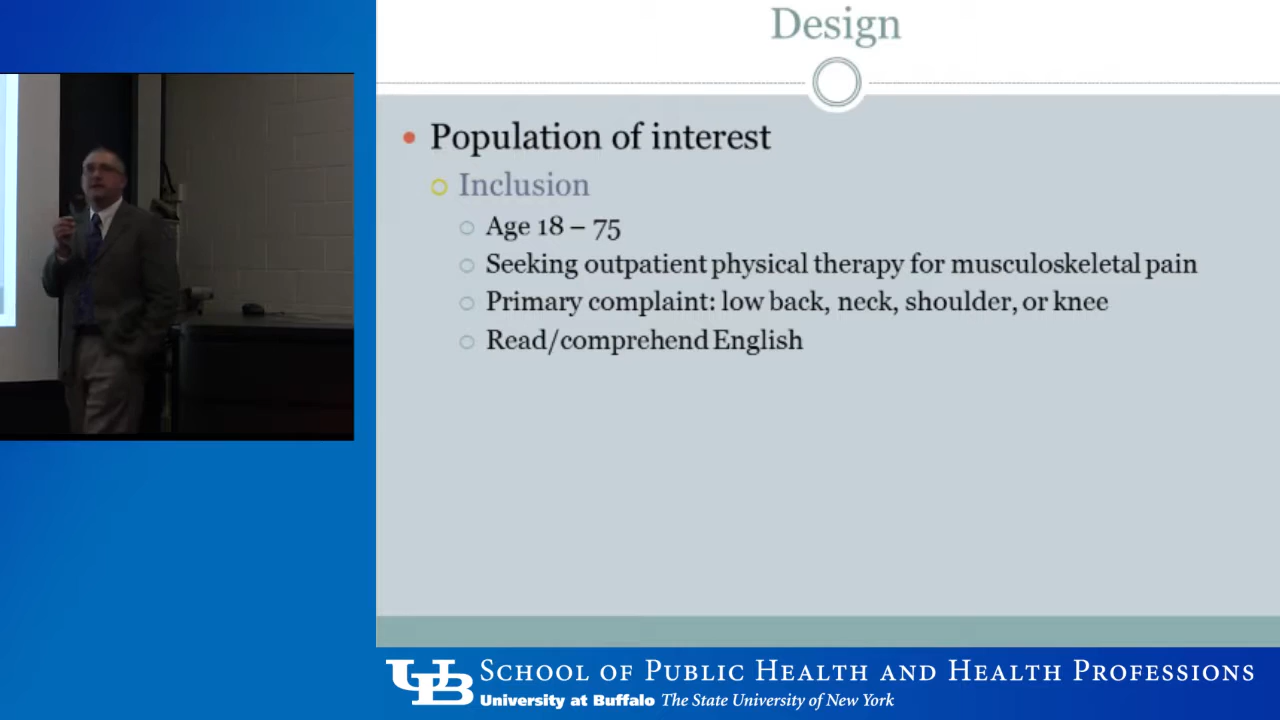 Design
Population of interest
Inclusion
Age 18 – 75
Seeking outpatient physical therapy for musculoskeletal pain
Primary complaint: low back, neck, shoulder, or knee
Read/comprehend English
UB School of Public Health and Health Professions
University at Buffalo The State University of New York